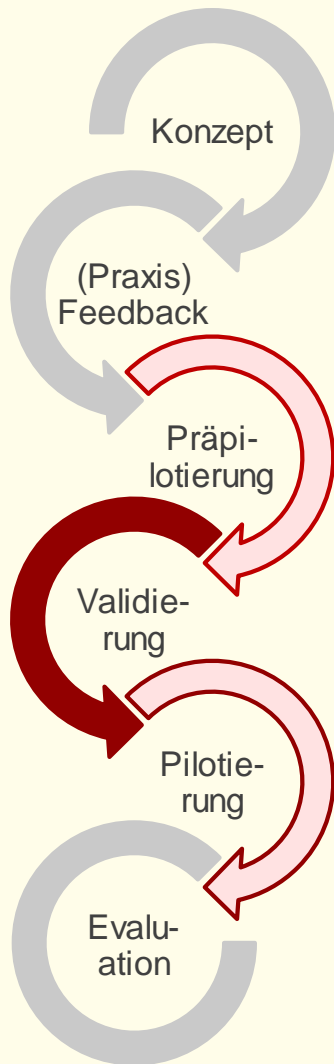 Konzept
(Praxis)
Feedback
Präpi-
lotierung
Validie-
rung
Pilotie-
rung
Evalu-
ation